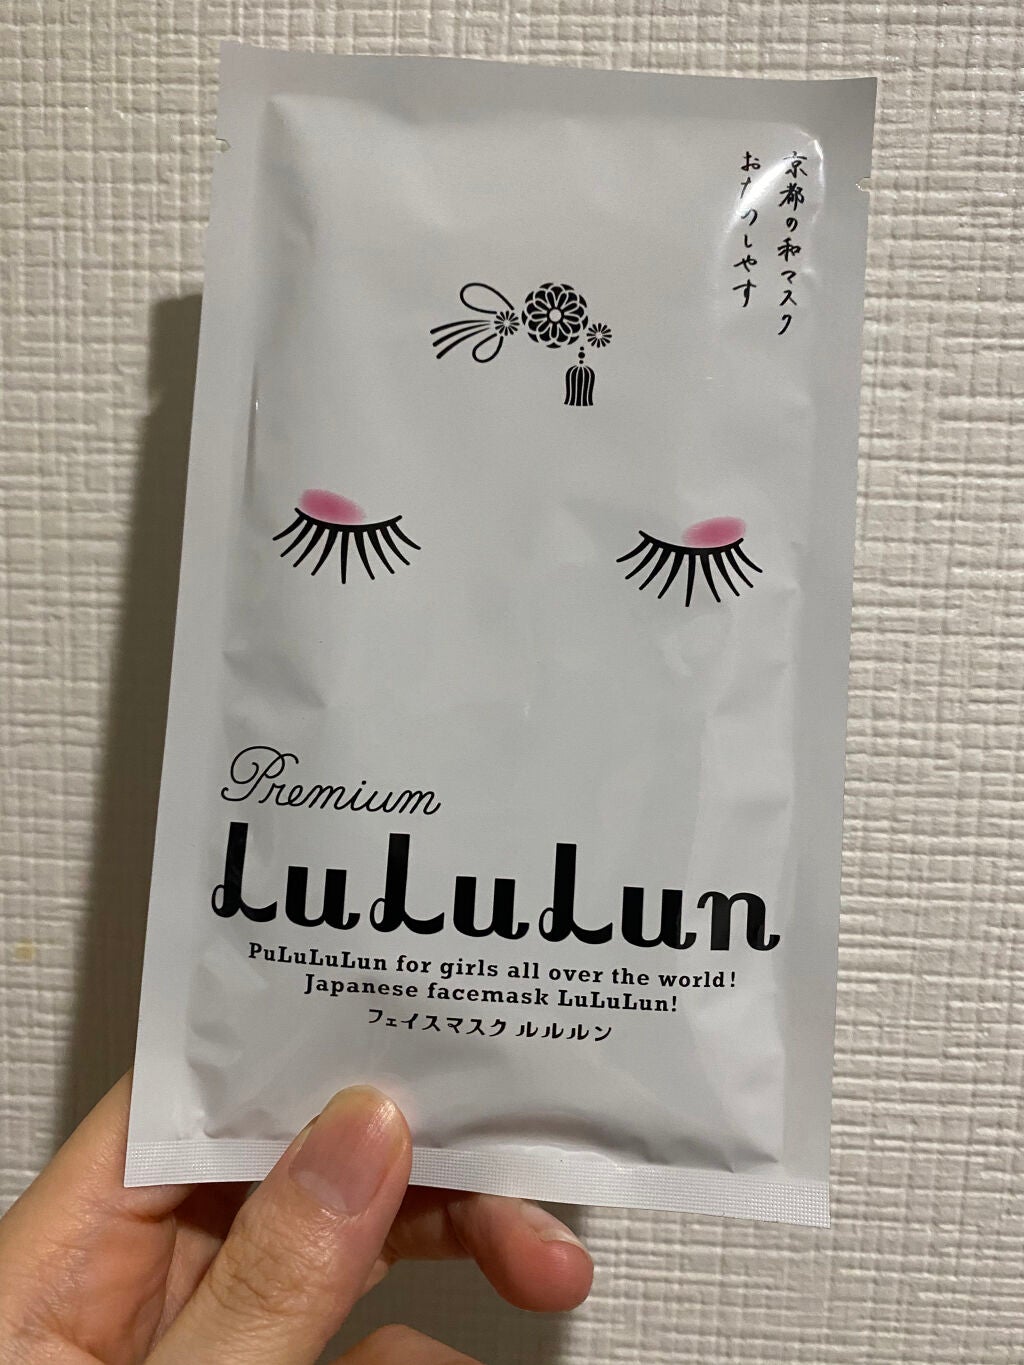 京都の和マスク
おためしやす
Premium
LuLuLun
PuLuLuLun for girls all over the world!
Japanese facemask LuLuLun!
フェイスマスク ルルルン